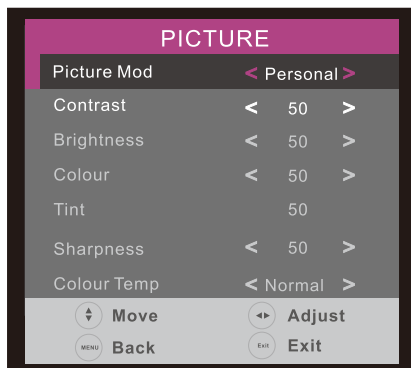 PICTURE
Picture Mod < Personal >
Contrast < 50 >
Brightness < 50 >
Colour < 50 >
Tint 50
Sharpness < 50 >
Colour Temp < Normal >
Move Adjust
MENU Back Exit Exit